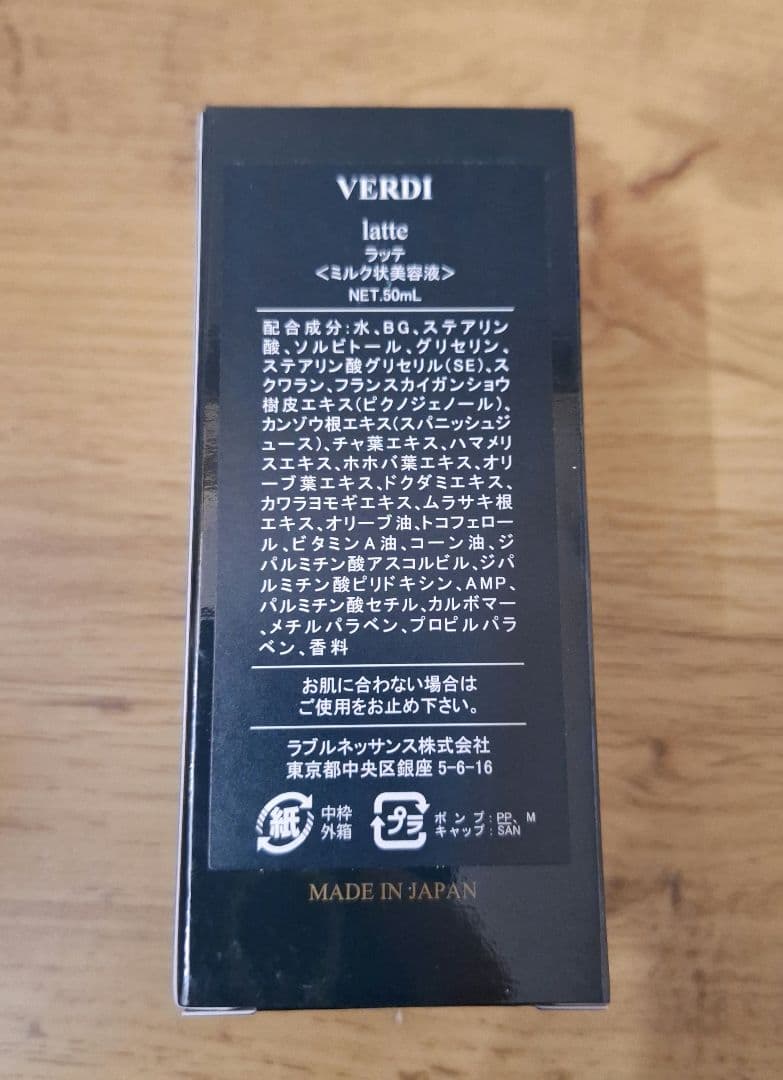 VERDI
latte
ラッテ
＜ミルク状美容液＞
NET.50mL
配合成分：水、BG、ステアリン
酸、ソルビトール、グリセリン、
ステアリン酸グリセリル（SE）、ス
クワラン、フランスカイガンショウ
樹皮エキス（ピクノジェノール）、
カンゾウ根エキス（スパニッシュジ
ュース）、チャ葉エキス、ハマメリ
スエキス、ホホバ葉エキス、オリ
ーブ葉エキス、ドクダミエキス、
カワラヨモギエキス、ムラサキ根
エキス、オリーブ油、トコフェロー
ル、ビタミンA油、コーン油、ジ
パルミチン酸アスコルビル、ジパ
ルミチン酸ピリドキシン、AMP、
パルミチン酸セチル、カルボマー
、メチルパラベン、プロピルパラ
ベン、香料
お肌に合わない場合は
ご使用をお止め下さい。
ラブルネッサンス株式会社
東京都中央区銀座 5-6-16
紙
中枠
外箱
プラ
ポンプ：PP、M
キャップ：SAN
MADE IN JAPAN